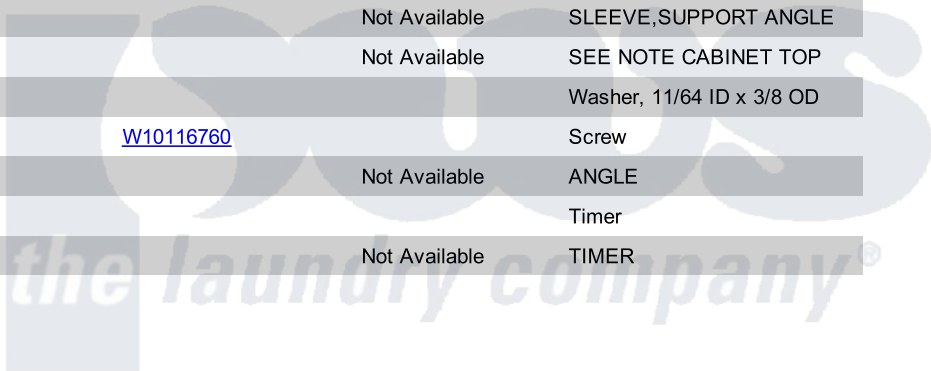 Not Available SLEEVE,SUPPORT ANGLE
Not Available SEE NOTE CABINET TOP
Washer, 11/64 ID x 3/8 OD
W10116760 Screw
Not Available ANGLE
Timer
Not Available TIMER
the laundry company®